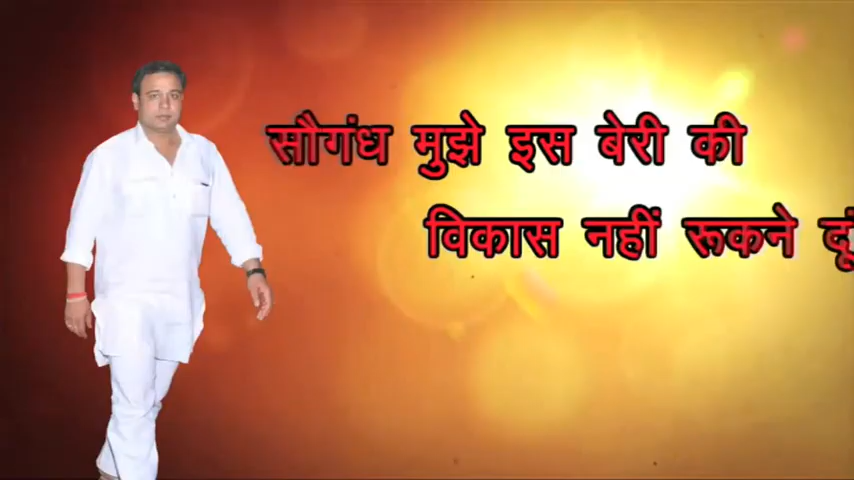 सौगंध मुझे इस बेरी की
विकास नहीं रूकने दूं